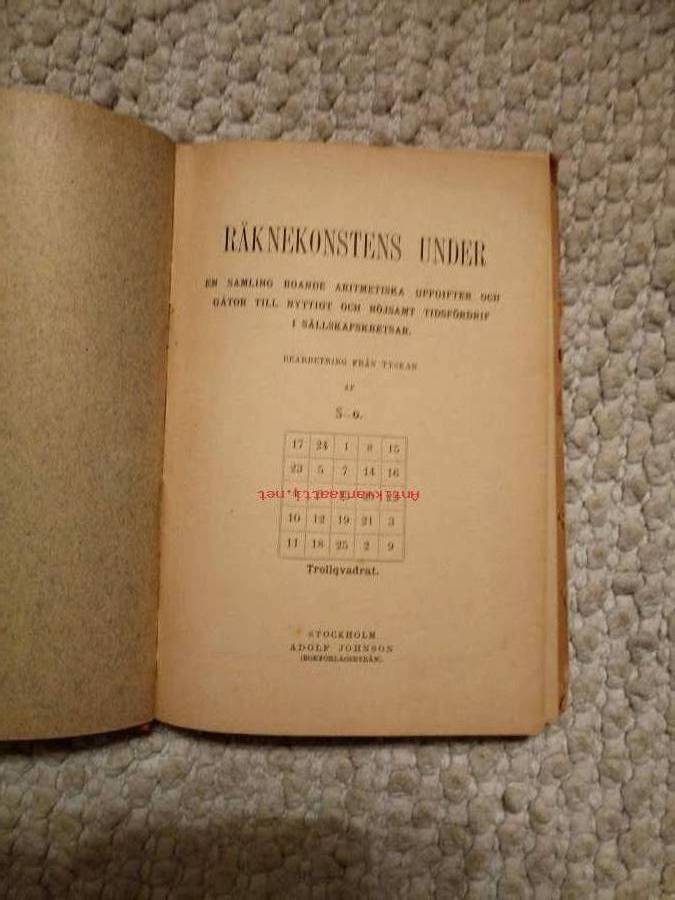 RÄKNEKONSTENS UNDER
EN SAMLING ROANDE ARITMETISKA UPPGIFTER OCH
GÅTOR TILL NYTTIGT OCH NÖJSAMT TIDSFÖRDRIF
I SÄLLSKAPSKRETSAR.
BEARBETNING FRÅN TYSKAN
AF
S–o.
17 24 1 8 15
23 5 7 14 16
Antikvariaatti.net
10 12 19 21 3
11 18 25 2 9
Trollqvadrat.
STOCKHOLM
ADOLF JOHNSON
(BOKFÖRLAGSBYRÅN).